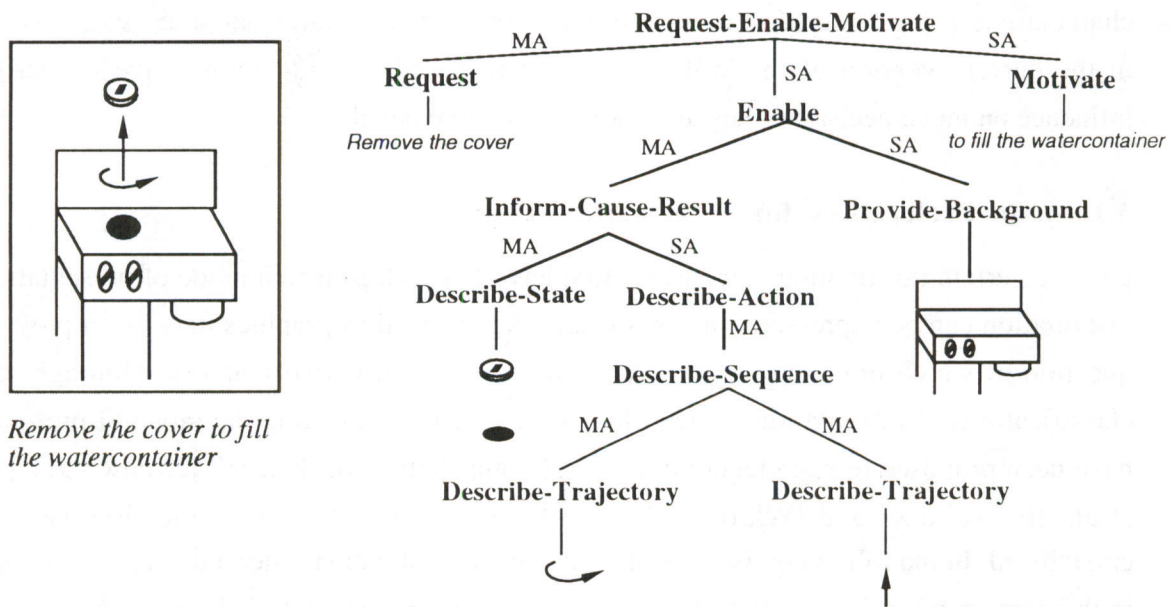 Request-Enable-Motivate
MA
SA
SA
Request
Motivate
Enable
Remove the cover
to fill the watercontainer
MA
SA
Inform-Cause-Result
Provide-Background
MA
SA
Describe-State
Describe-Action
MA
Describe-Sequence
Remove the cover to fill
the watercontainer
MA
MA
Describe-Trajectory
Describe-Trajectory